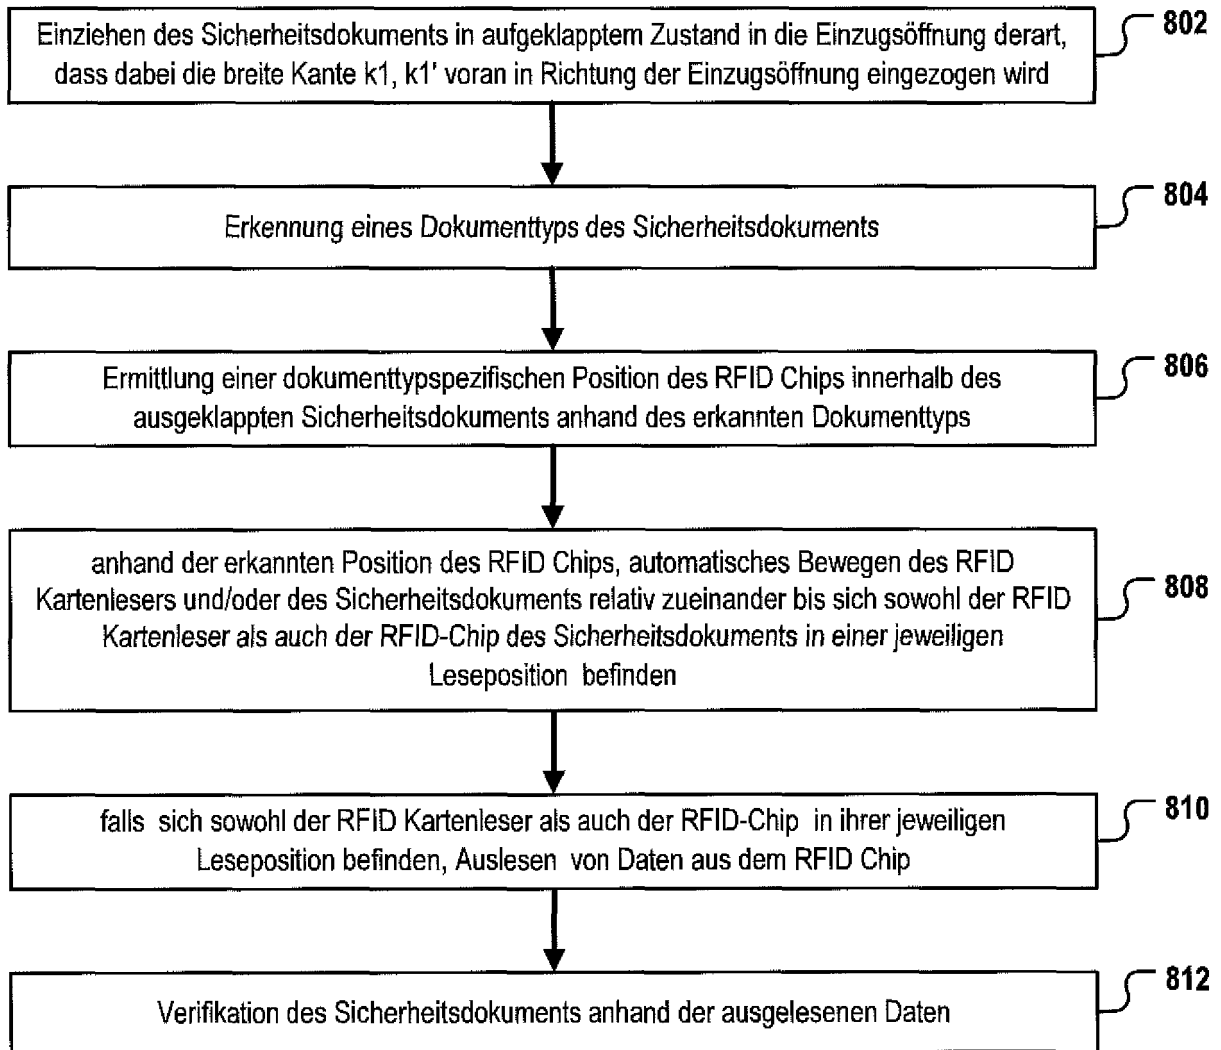 Einziehen des Sicherheitsdokuments in aufgeklapptem Zustand in die Einzugsöffnung derart,
dass dabei die breite Kante k1, k1' voran in Richtung der Einzugsöffnung eingezogen wird
802
Erkennung eines Dokumenttyps des Sicherheitsdokuments
804
Ermittlung einer dokumenttypspezifischen Position des RFID Chips innerhalb des
ausgeklappten Sicherheitsdokuments anhand des erkannten Dokumenttyps
806
anhand der erkannten Position des RFID Chips, automatisches Bewegen des RFID
Kartenlesers und/oder des Sicherheitsdokuments relativ zueinander bis sich sowohl der RFID
Kartenleser als auch der RFID-Chip des Sicherheitsdokuments in einer jeweiligen
Leseposition befinden
808
falls sich sowohl der RFID Kartenleser als auch der RFID-Chip in ihrer jeweiligen
Leseposition befinden, Auslesen von Daten aus dem RFID Chip
810
Verifikation des Sicherheitsdokuments anhand der ausgelesenen Daten
812